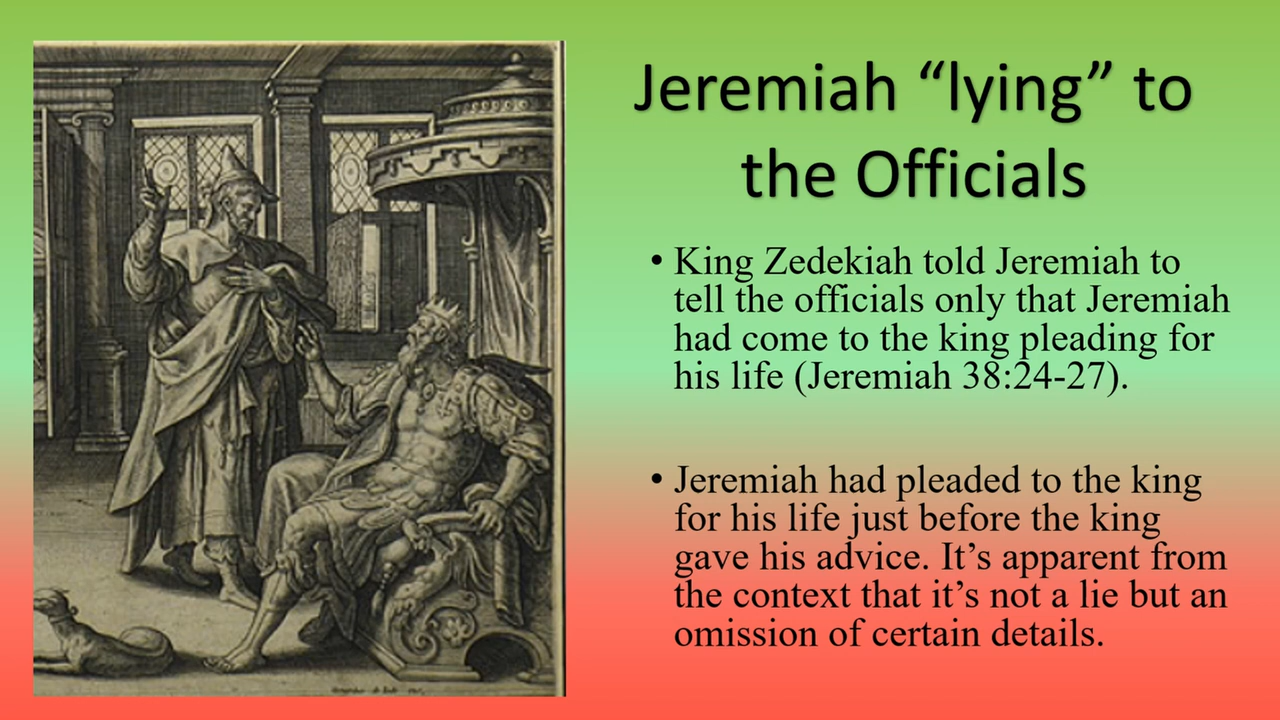 Jeremiah “lying” to
the Officials
• King Zedekiah told Jeremiah to
tell the officials only that Jeremiah
had come to the king pleading for
his life (Jeremiah 38:24-27).
• Jeremiah had pleaded to the king
for his life just before the king
gave his advice. It’s apparent from
the context that it’s not a lie but an
omission of certain details.